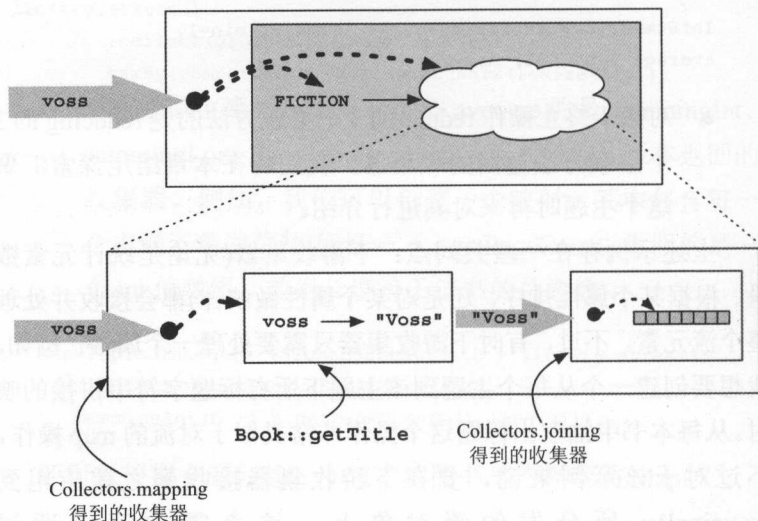 voss
FICTION
voss
voss
"Voss"
"Voss"
Book::getTitle
Collectors.joining
得到的收集器
Collectors.mapping
得到的收集器